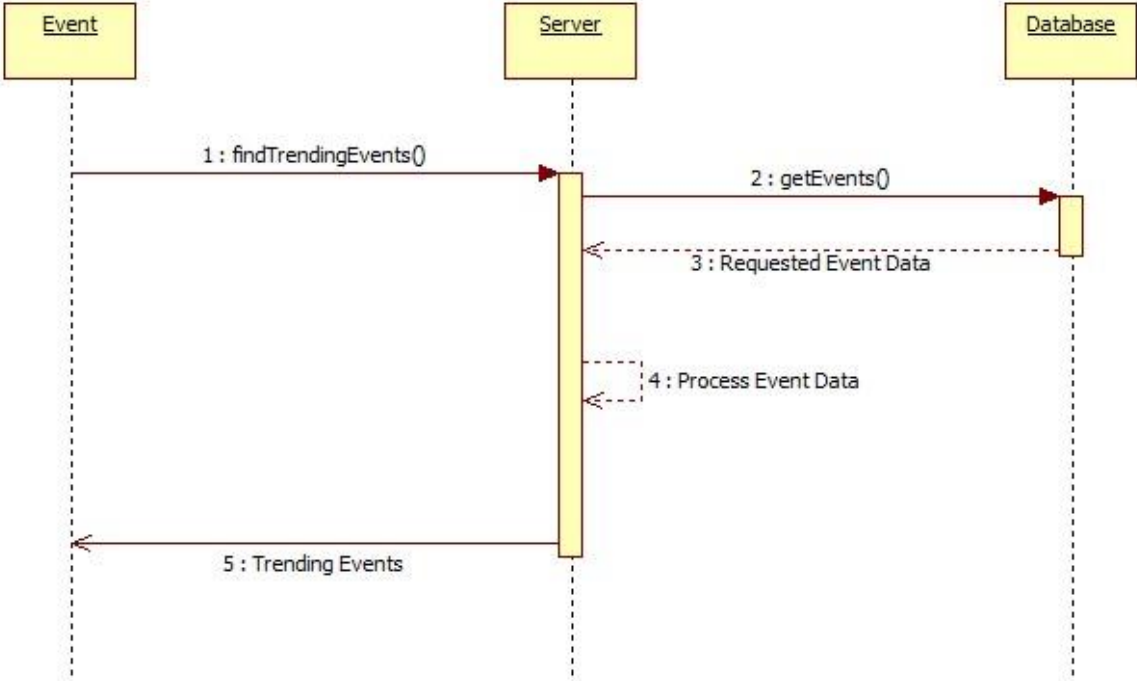 Event
Server
Database
1 : findTrendingEvents()
2 : getEvents()
3 : Requested Event Data
4 : Process Event Data
5 : Trending Events